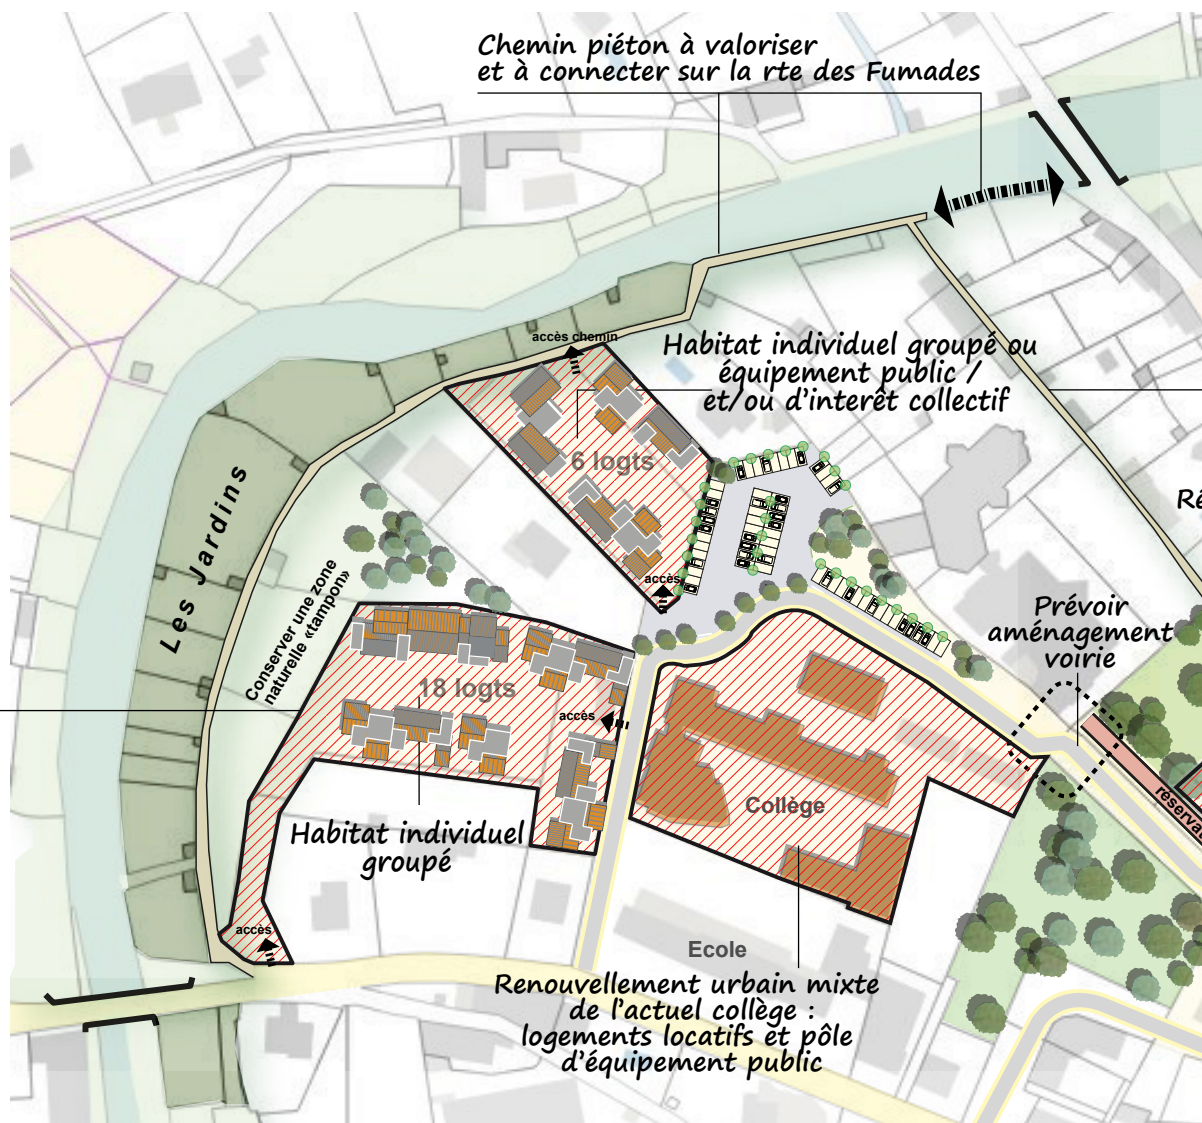 Chemin piéton à valoriser
et à connecter sur la rte des Fumades
accès chemin
Habitat individuel groupé ou
équipement public /
et/ou d'interêt collectif
6 logts
Les Jardins
accès
Conserver une zone
naturelle «tampon»
Prévoir
aménagement
voirie
18 logts
accès
Collège
Habitat individuel
groupé
accès
Ecole
Renouvellement urbain mixte
de l'actuel collège :
logements locatifs et pôle
d'équipement public